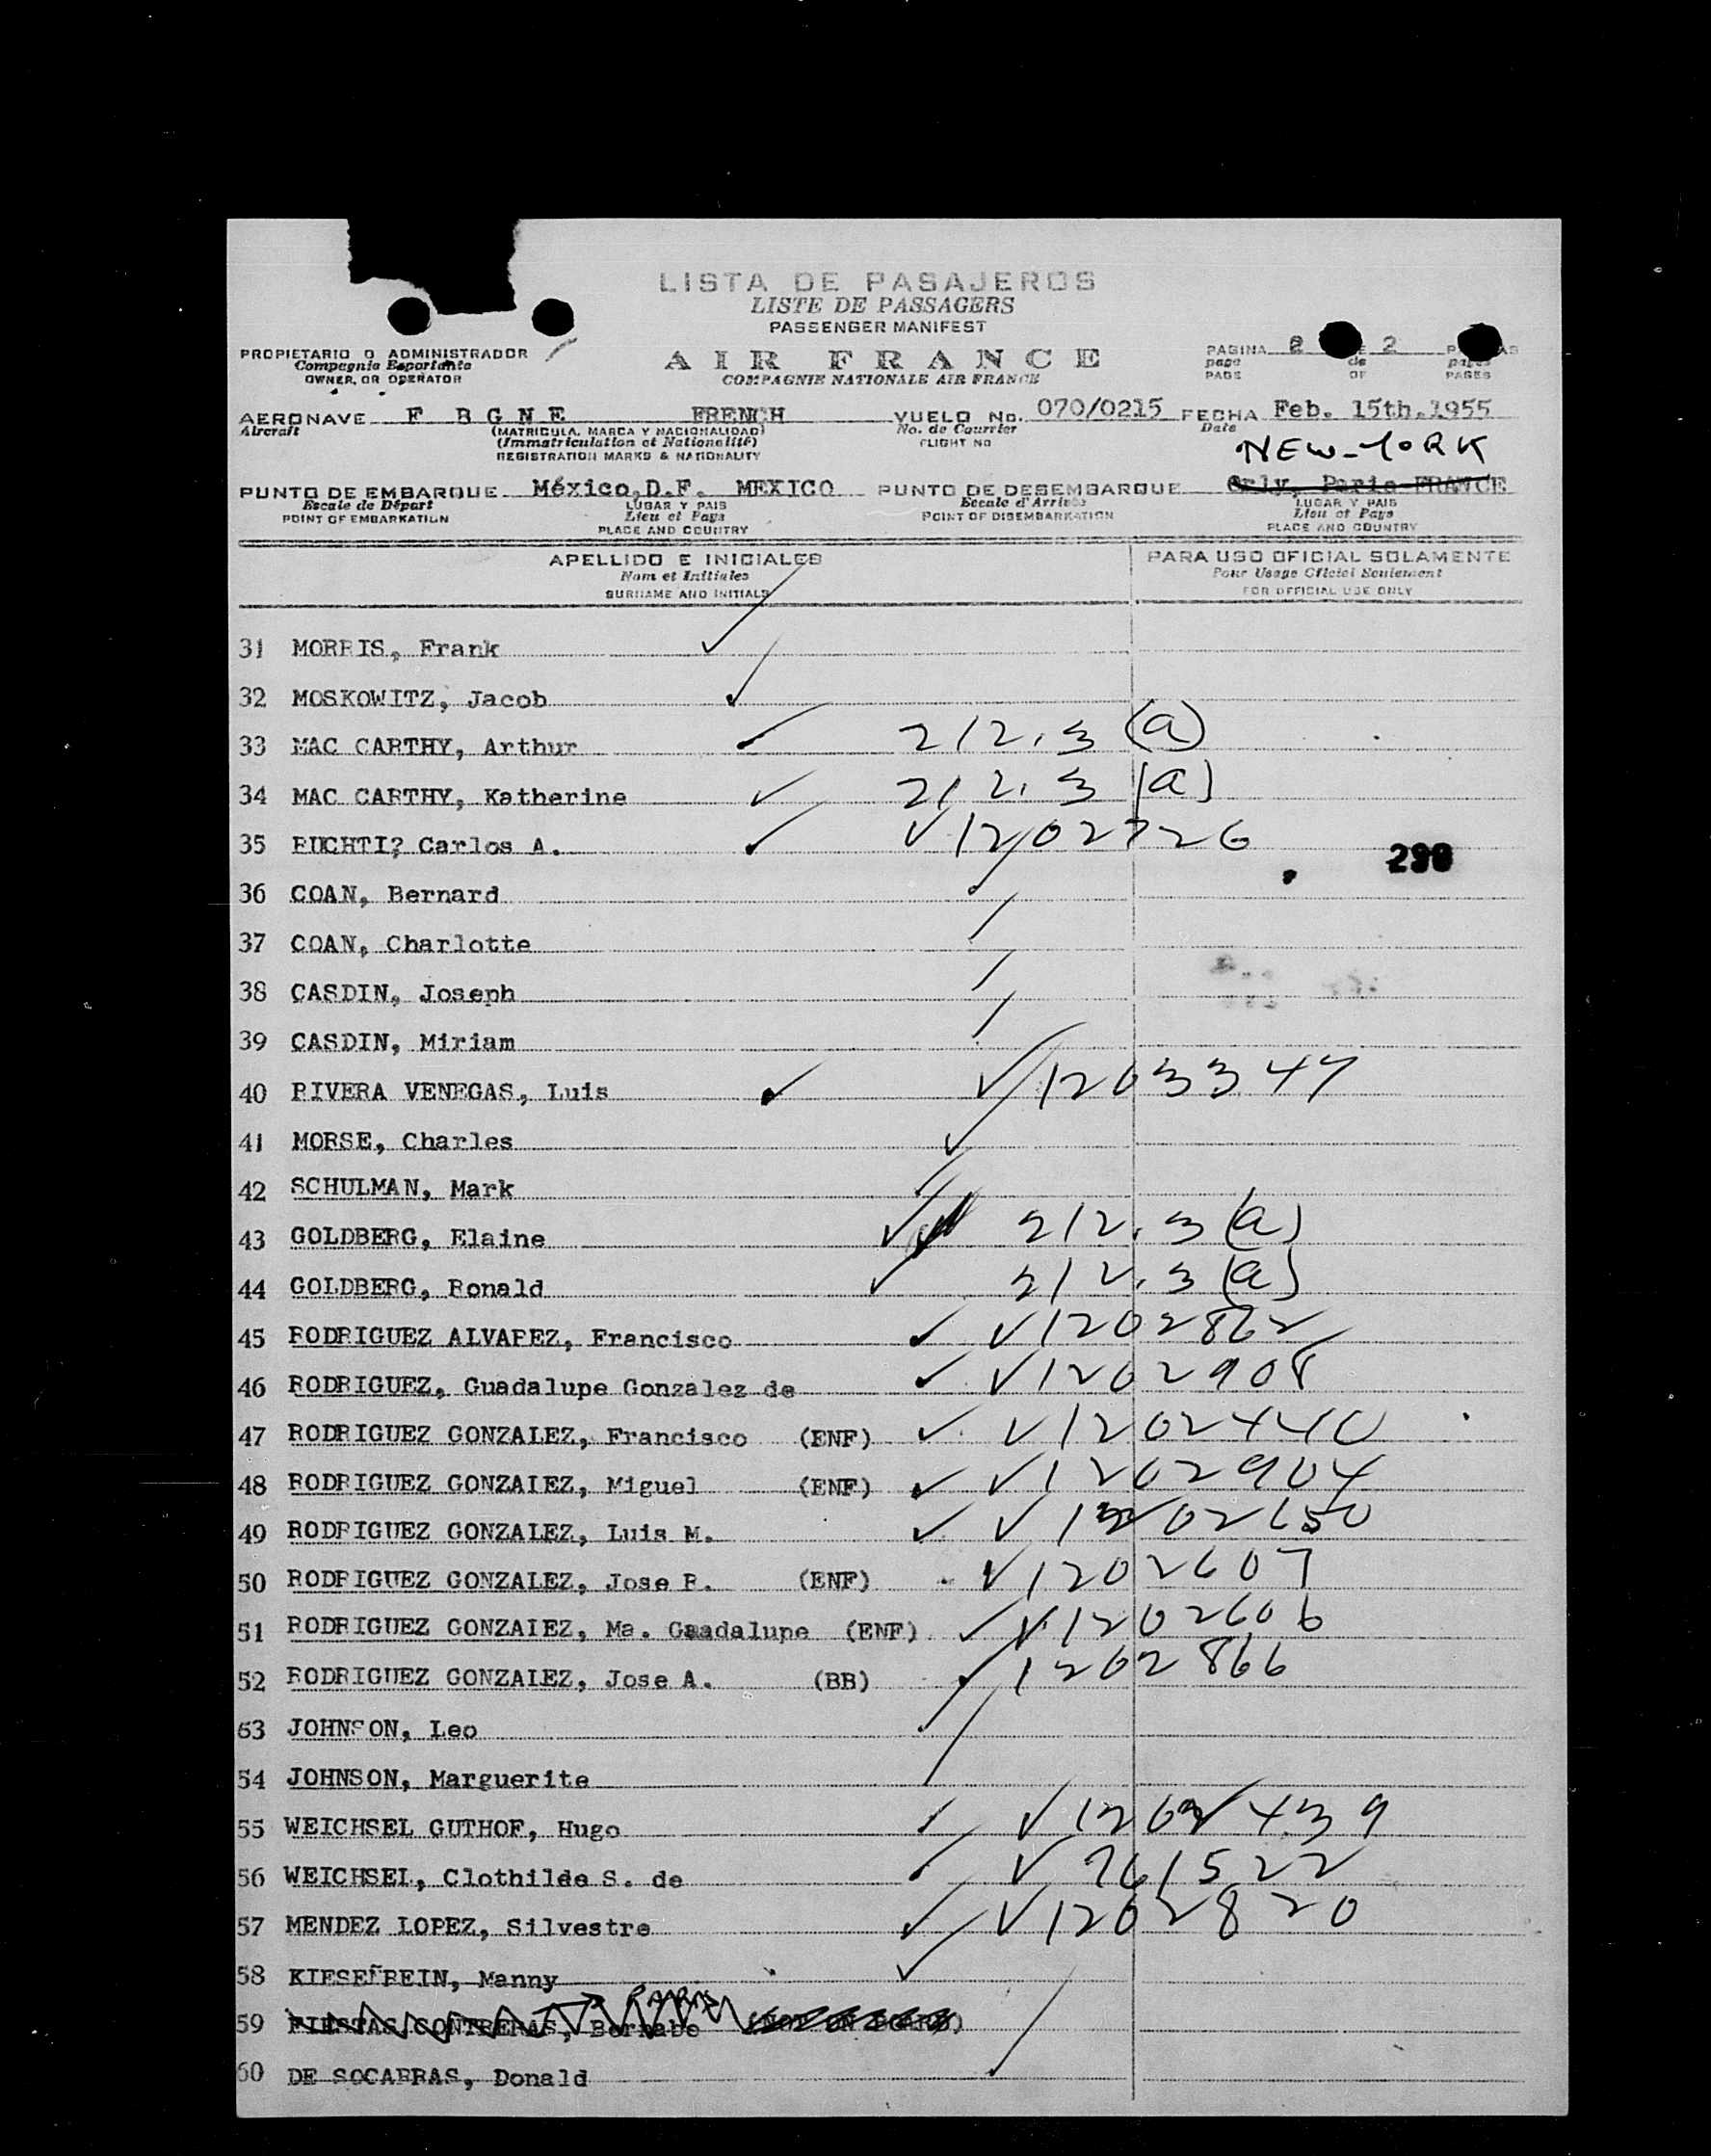 LISTA DE PASAJEROS
LISTE DE PASSAGERS
PASSENGER MANIFEST
PROPIETARIO O ADMINISTRADOR
Compagnie Exportante
OWNER, OR OPERATOR
AIR FRANCE
COMPAGNIE NATIONALE AIR FRANCE
PAGINA 2 2
page de pages
PAGE OF PAGES
AERONAVE F BGNE FRENCH VUELO No. 070/0215 FECHA Feb. 15th.1955
Aircraft (MATRICULA, MARCA Y NACIONALIDAD) No. de Courrier Date
(Immatriculation et Nationalité) FLIGHT NO
REGISTRATION MARKS & NATIONALITY
NEW-YORK
PUNTO DE EMBARQUE México,D.F. MEXICO PUNTO DE DESEMBARQUE Orly, Paris-FRANCE
Escale de Départ LUGAR Y PAIS Escale d'Arrivée LUGAR Y PAIS
POINT OF EMBARKATION Lieu et Pays POINT OF DISEMBARKATION Lieu et Pays
PLACE AND COUNTRY PLACE AND COUNTRY
APELLIDO E INICIALES PARA USO OFICIAL SOLAMENTE
Nom et Initiales Pour Usage Officiel Seulement
SURNAME AND INITIALS FOR OFFICIAL USE ONLY
31 MORRIS, Frank
32 MOSKOWITZ, Jacob
33 MAC CARTHY, Arthur 212.3 (a)
34 MAC CARTHY, Katherine 212.3 (a)
35 RUCHTI? Carlos A. 1202726
290
36 COAN, Bernard
37 COAN, Charlotte
38 CASDIN, Joseph
39 CASDIN, Miriam
40 RIVERA VENEGAS, Luis 1203347
41 MORSE, Charles
42 SCHULMAN, Mark
43 GOLDBERG, Elaine 212.3 (a)
44 GOLDBERG, Ronald 212.3 (a)
45 RODRIGUEZ ALVAREZ, Francisco 1202862
46 RODRIGUEZ, Guadalupe Gonzalez de 1202908
47 RODRIGUEZ GONZALEZ, Francisco (ENF) 1202440
48 RODRIGUEZ GONZALEZ, Miguel (ENF) 1202904
49 RODRIGUEZ GONZALEZ, Luis M. 1202650
50 RODRIGUEZ GONZALEZ, Jose R. (ENF) 1202607
51 RODRIGUEZ GONZALEZ, Ma. Guadalupe (ENF) 1202606
52 RODRIGUEZ GONZALEZ, Jose A. (BB) 1202866
53 JOHNSON, Leo
54 JOHNSON, Marguerite
55 WEICHSEL GUTHOF, Hugo 1202439
56 WEICHSEL, Clothilde S. de 761522
57 MENDEZ LOPEZ, Silvestre 1202820
58 KIESELBEIN, Manny
PARIS
59 CONTRERAS, Bernabe
60 DE SOCARRAS, Donald